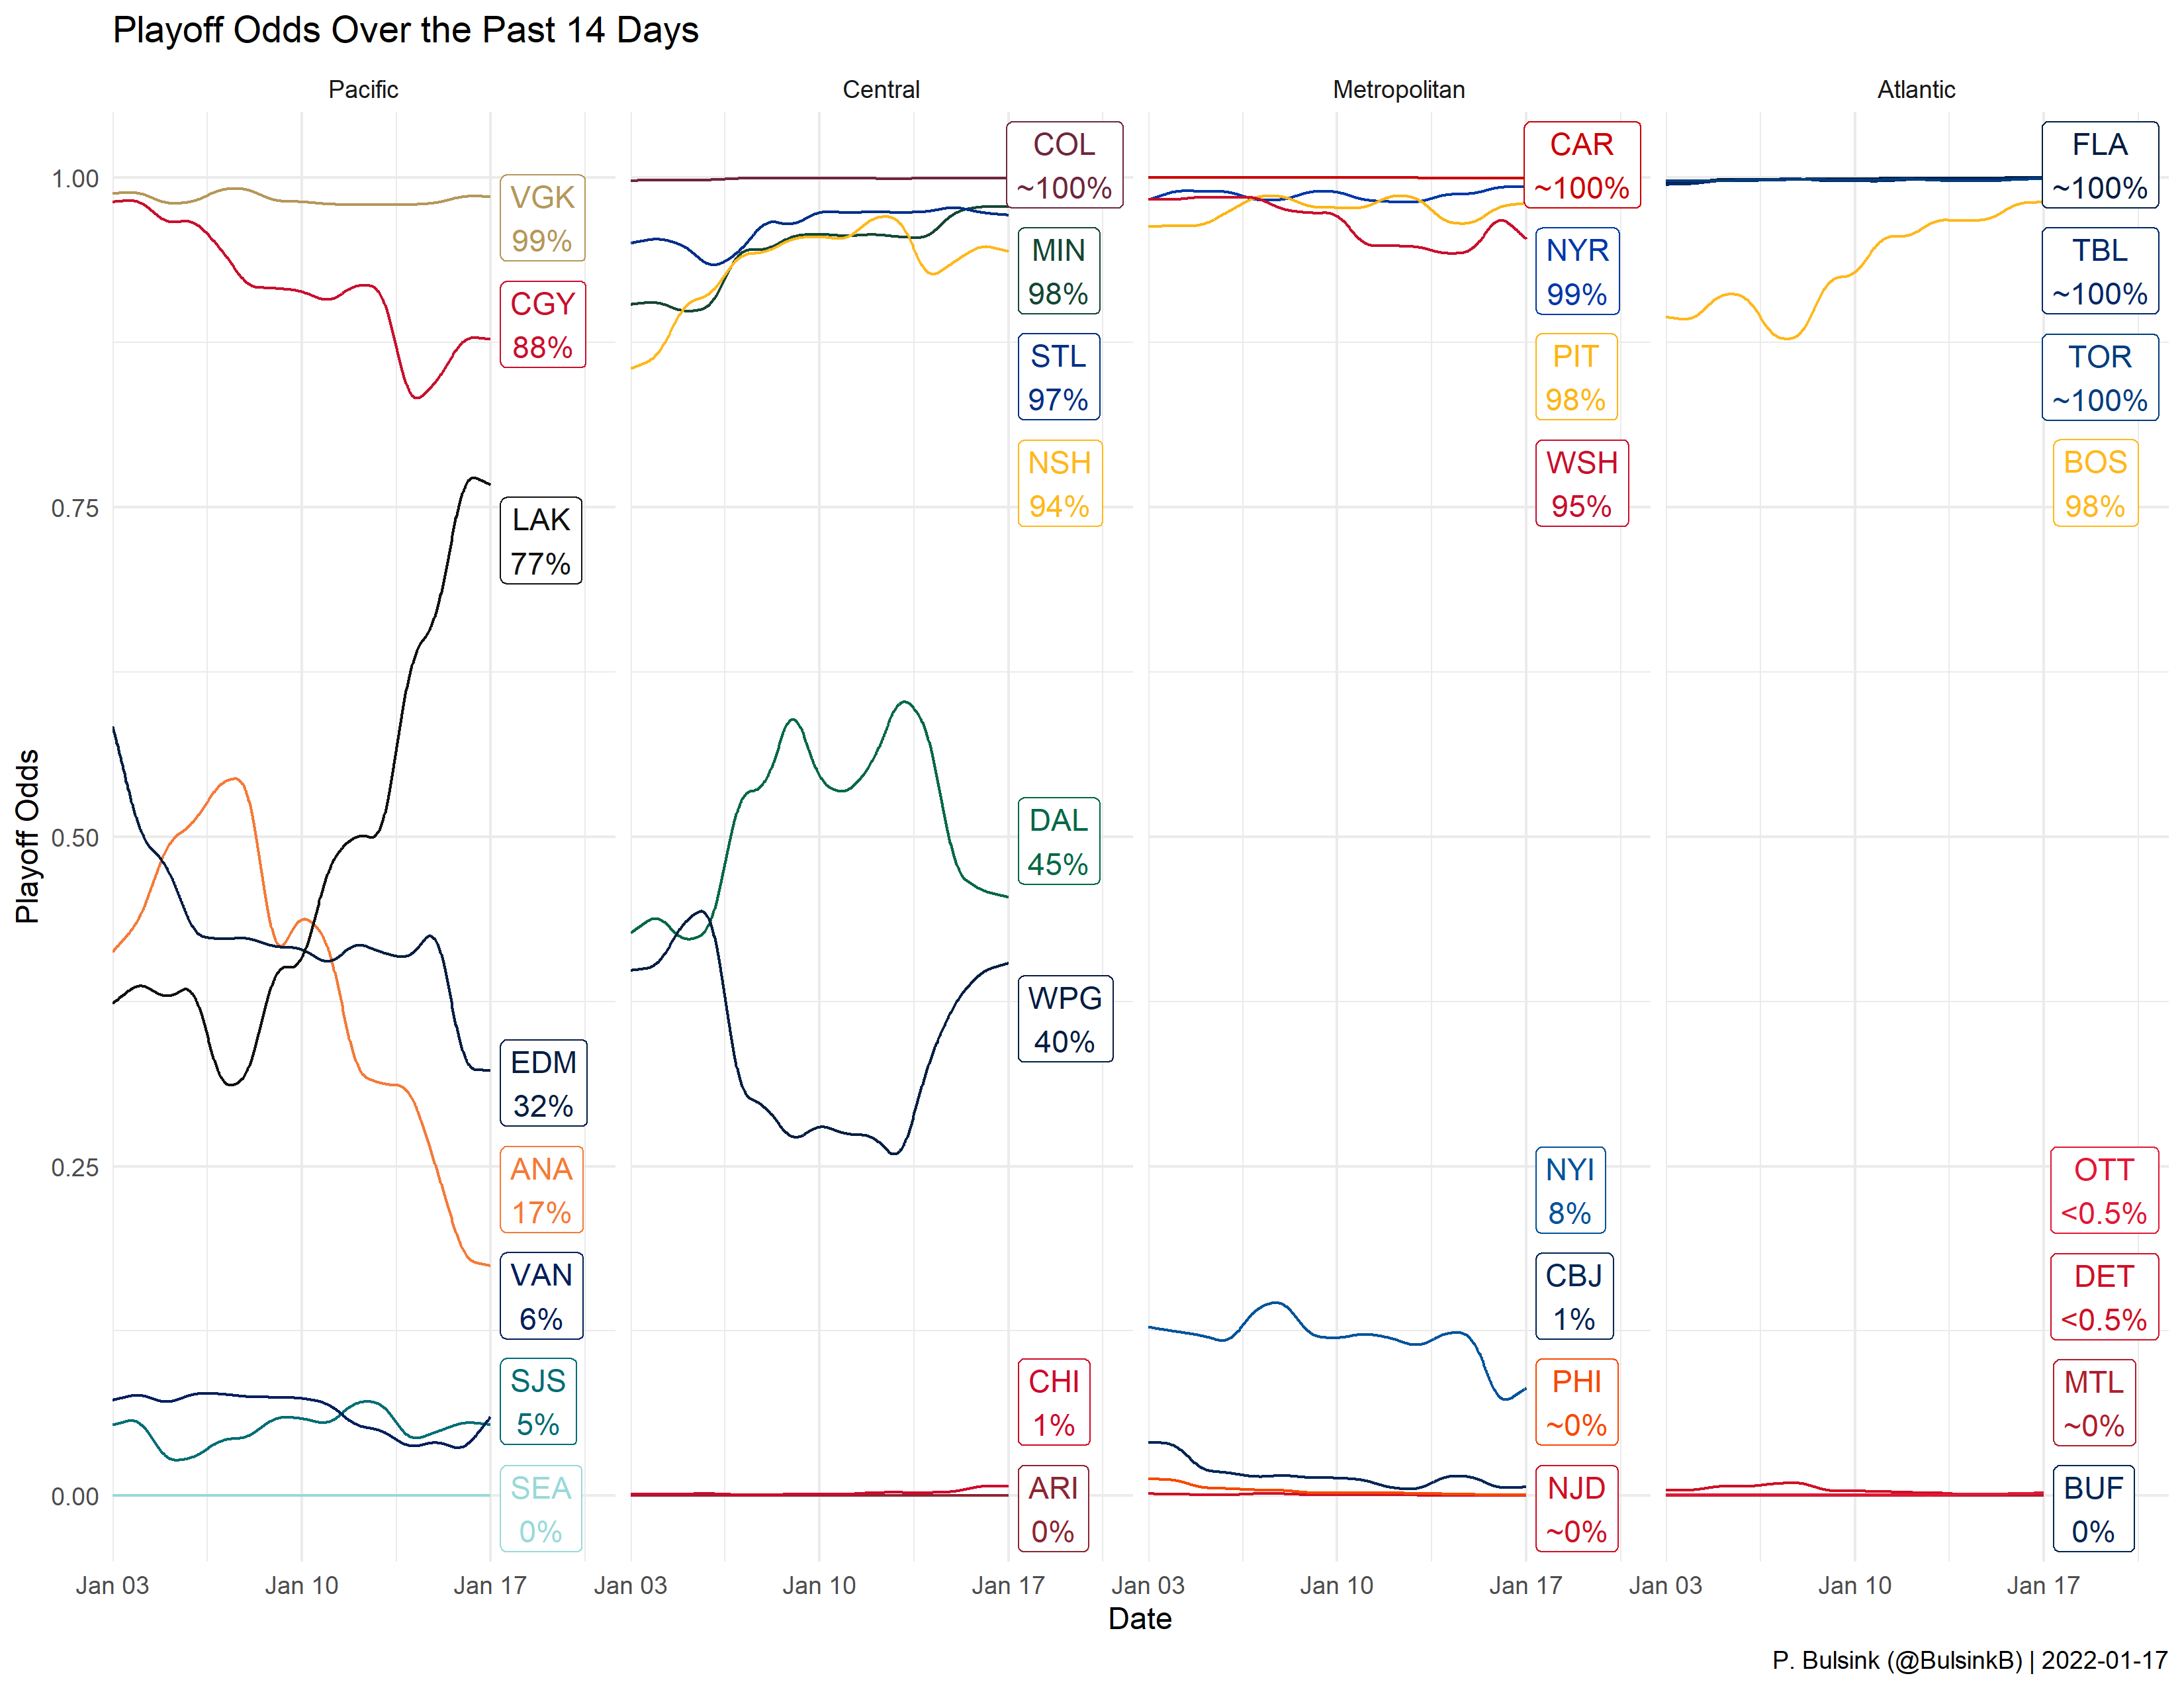 Playoff Odds Over the Past 14 Days
Pacific
Central
Metropolitan
Atlantic
Playoff Odds
1.00
0.75
0.50
0.25
0.00
VGK
99%
CGY
88%
LAK
77%
EDM
32%
ANA
17%
VAN
6%
SJS
5%
SEA
0%
COL
~100%
MIN
98%
STL
97%
NSH
94%
DAL
45%
WPG
40%
CHI
1%
ARI
0%
CAR
~100%
NYR
99%
PIT
98%
WSH
95%
NYI
8%
CBJ
1%
PHI
~0%
NJD
~0%
FLA
~100%
TBL
~100%
TOR
~100%
BOS
98%
OTT
<0.5%
DET
<0.5%
MTL
~0%
BUF
0%
Jan 03 Jan 10 Jan 17 Jan 03 Jan 10 Jan 17 Jan 03 Jan 10 Jan 17 Jan 03 Jan 10 Jan 17
Date
P. Bulsink (@BulsinkB) | 2022-01-17